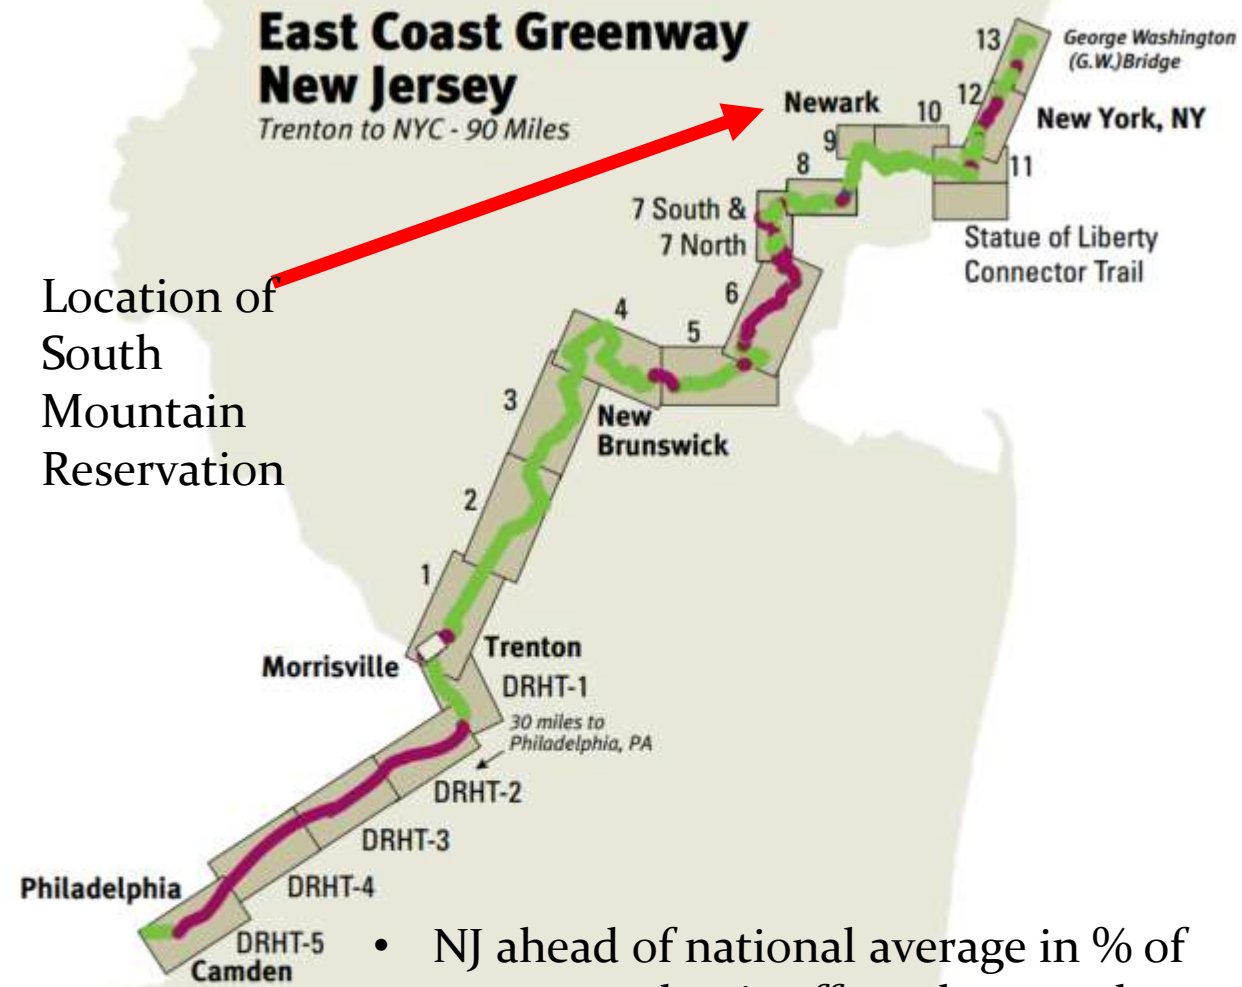 East Coast Greenway
New Jersey
Trenton to NYC - 90 Miles
13
George Washington
(G.W.)Bridge
12
Newark
10
New York, NY
9
8
11
7 South &
7 North
Statue of Liberty
Connector Trail
Location of
South
Mountain
Reservation
6
4
5
3
New
Brunswick
2
1
Trenton
Morrisville
DRHT-1
30 miles to
Philadelphia, PA
DRHT-2
DRHT-3
DRHT-4
Philadelphia
DRHT-5
Camden
• NJ ahead of national average in % of